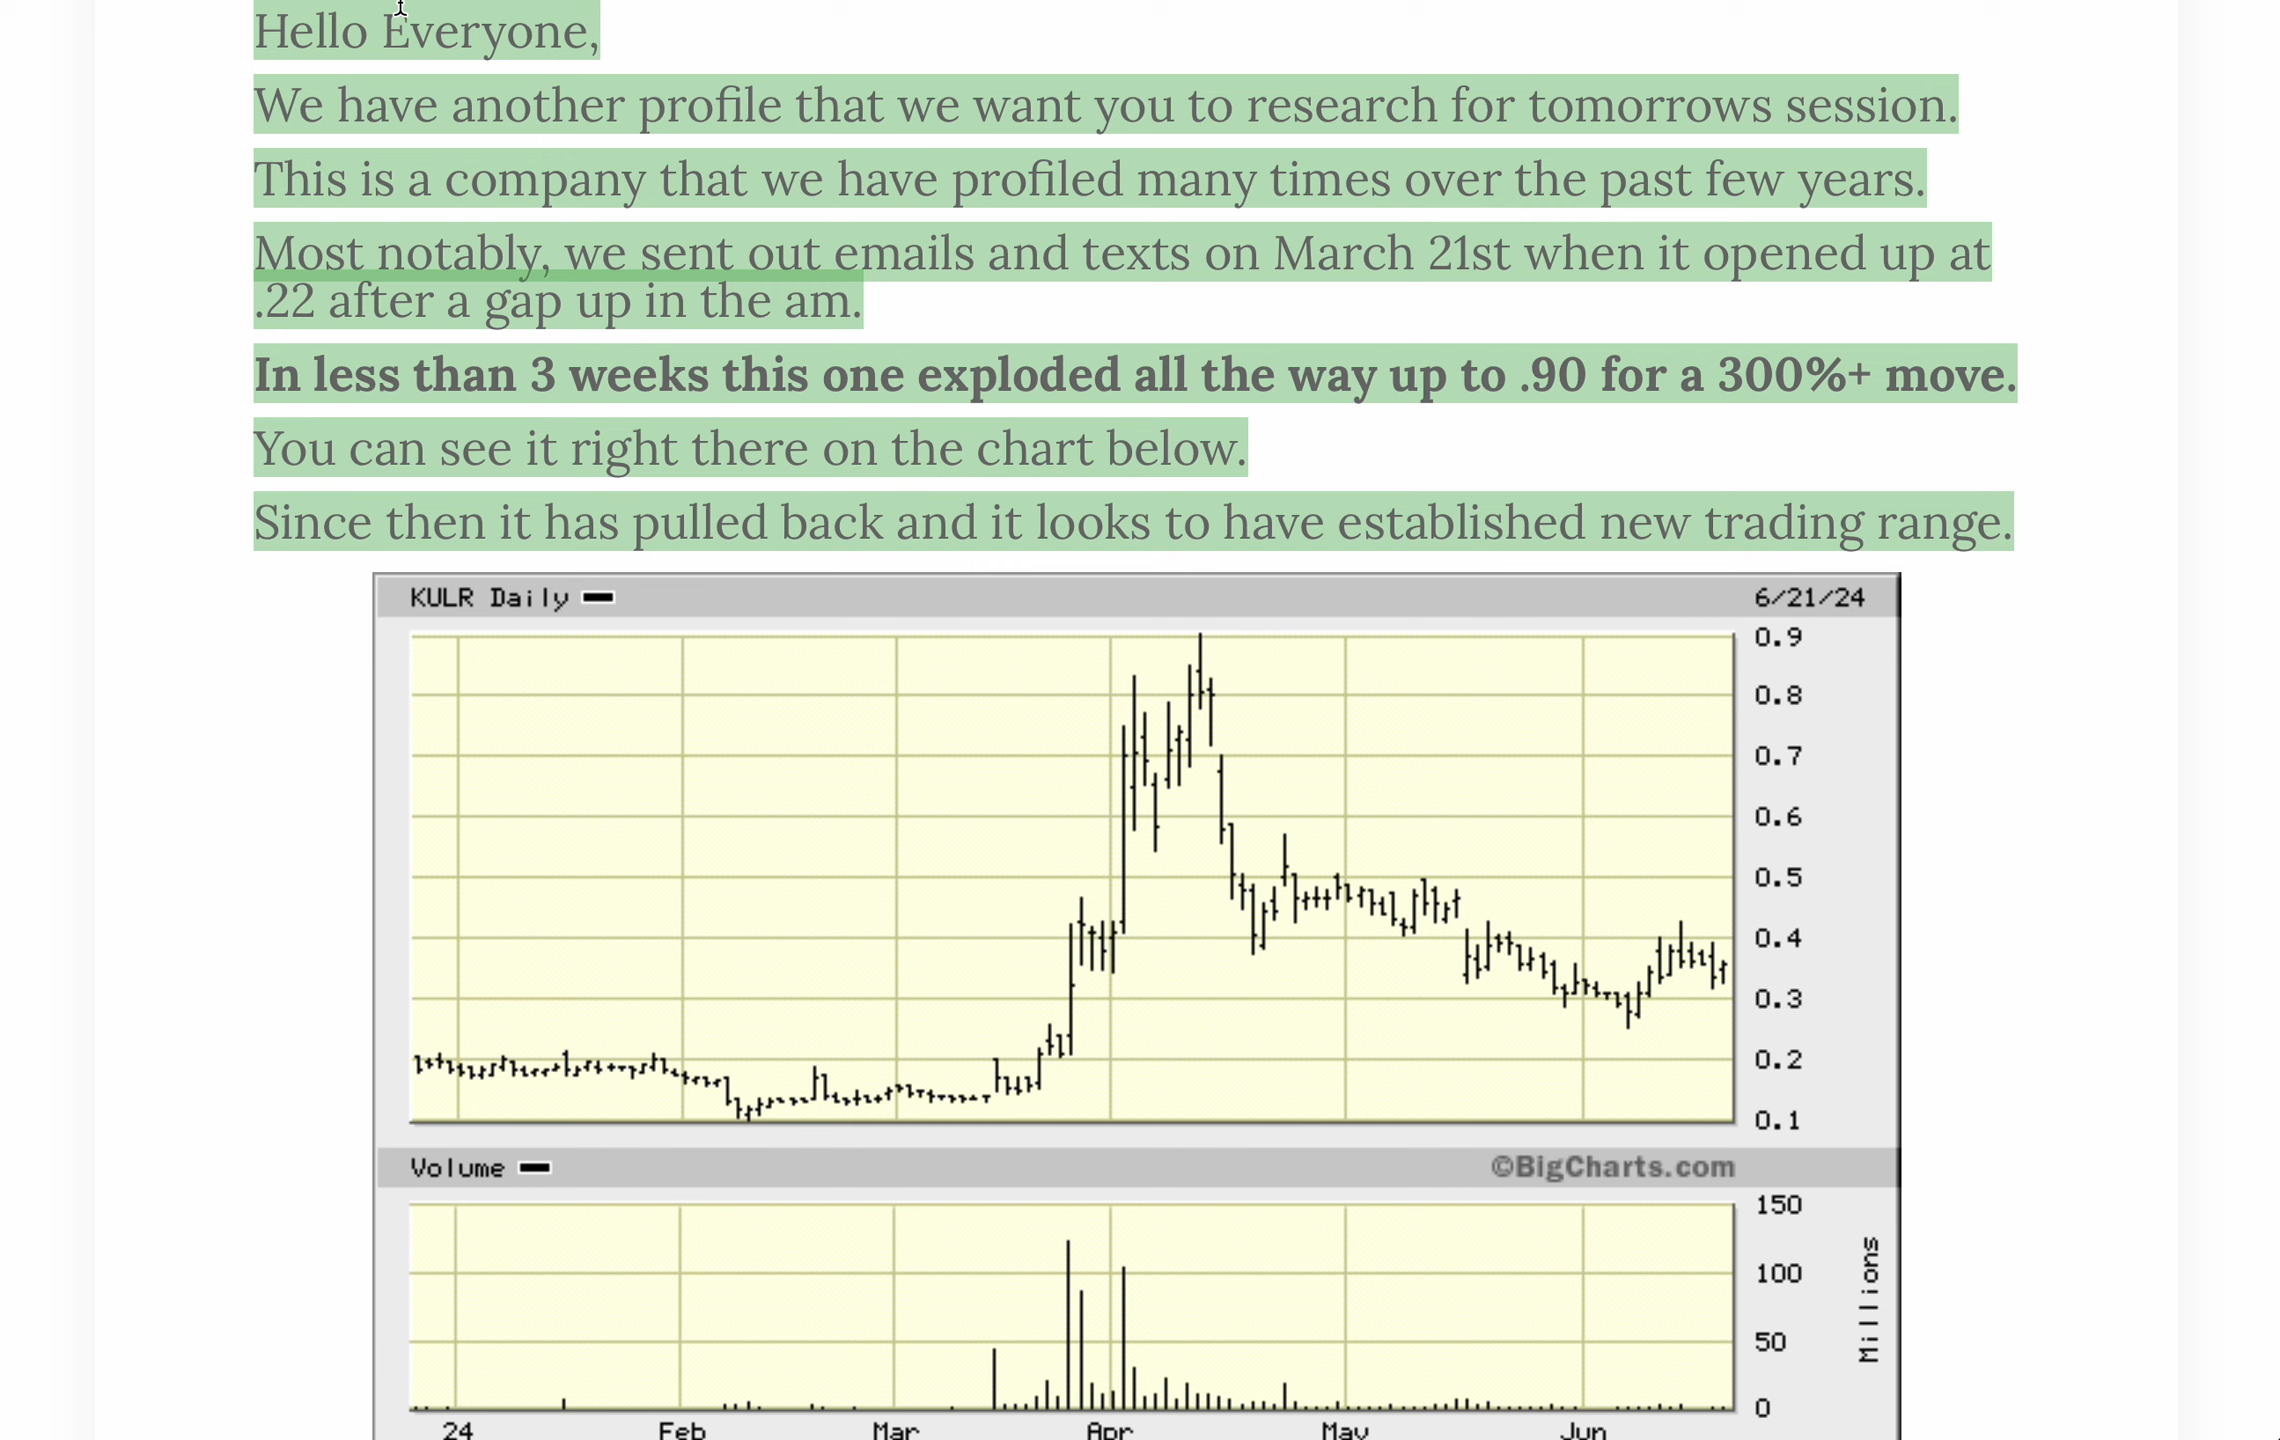 Hello Everyone,
We have another profile that we want you to research for tomorrows session.
This is a company that we have profiled many times over the past few years.
Most notably, we sent out emails and texts on March 21st when it opened up at
.22 after a gap up in the am.
In less than 3 weeks this one exploded all the way up to .90 for a 300%+ move.
You can see it right there on the chart below.
Since then it has pulled back and it looks to have established new trading range.
KULR Daily
6/21/24
0.9
0.8
0.7
0.6
0.5
0.4
0.3
0.2
0.1
Volume
©BigCharts.com
150
100
50
0
Millions
24 Feb Mar Apr May Jun